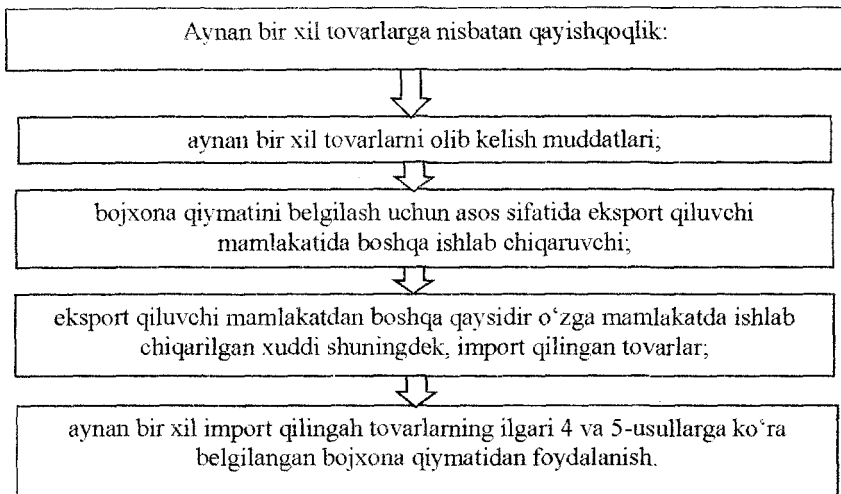 Aynan bir xil tovarlarga nisbatan qayishqoqlik:
aynan bir xil tovarlarni olib kelish muddatlari;
bojxona qiymatini belgilash uchun asos sifatida eksport qiluvchi
mamlakatida boshqa ishlab chiqaruvchi;
eksport qiluvchi mamlakatdan boshqa qaysidir o‘zga mamlakatda ishlab
chiqarilgan xuddi shuningdek, import qilingan tovarlar;
aynan bir xil import qilingah tovarlarning ilgari 4 va 5-usullarga ko‘ra
belgilangan bojxona qiymatidan foydalanish.